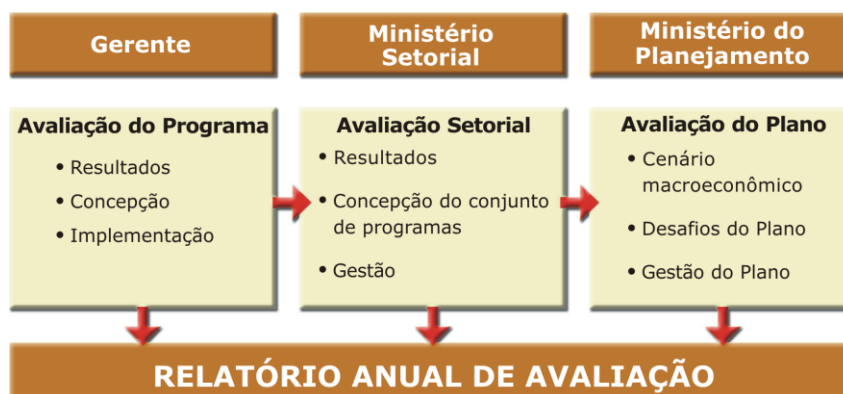 Gerente
Ministério
Setorial
Ministério do
Planejamento
Avaliação do Programa
• Resultados
• Concepção
• Implementação
Avaliação Setorial
• Resultados
• Concepção do conjunto
de programas
• Gestão
Avaliação do Plano
• Cenário
macroeconômico
• Desafios do Plano
• Gestão do Plano
RELATÓRIO ANUAL DE AVALIAÇÃO